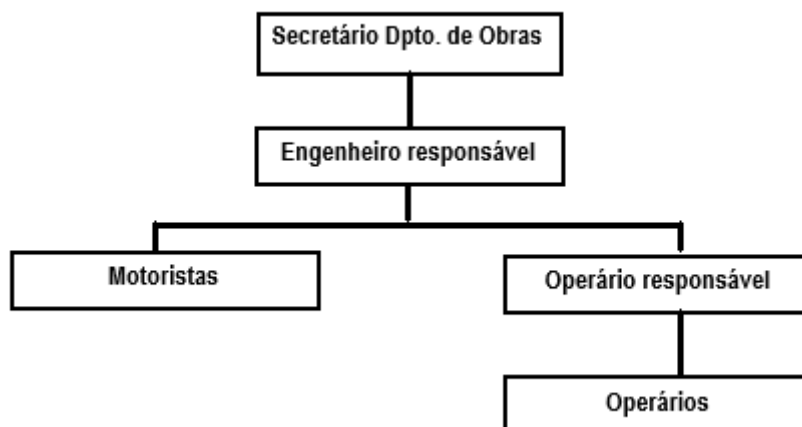 Secretário Dpto. de Obras
Engenheiro responsável
Motoristas
Operário responsável
Operários